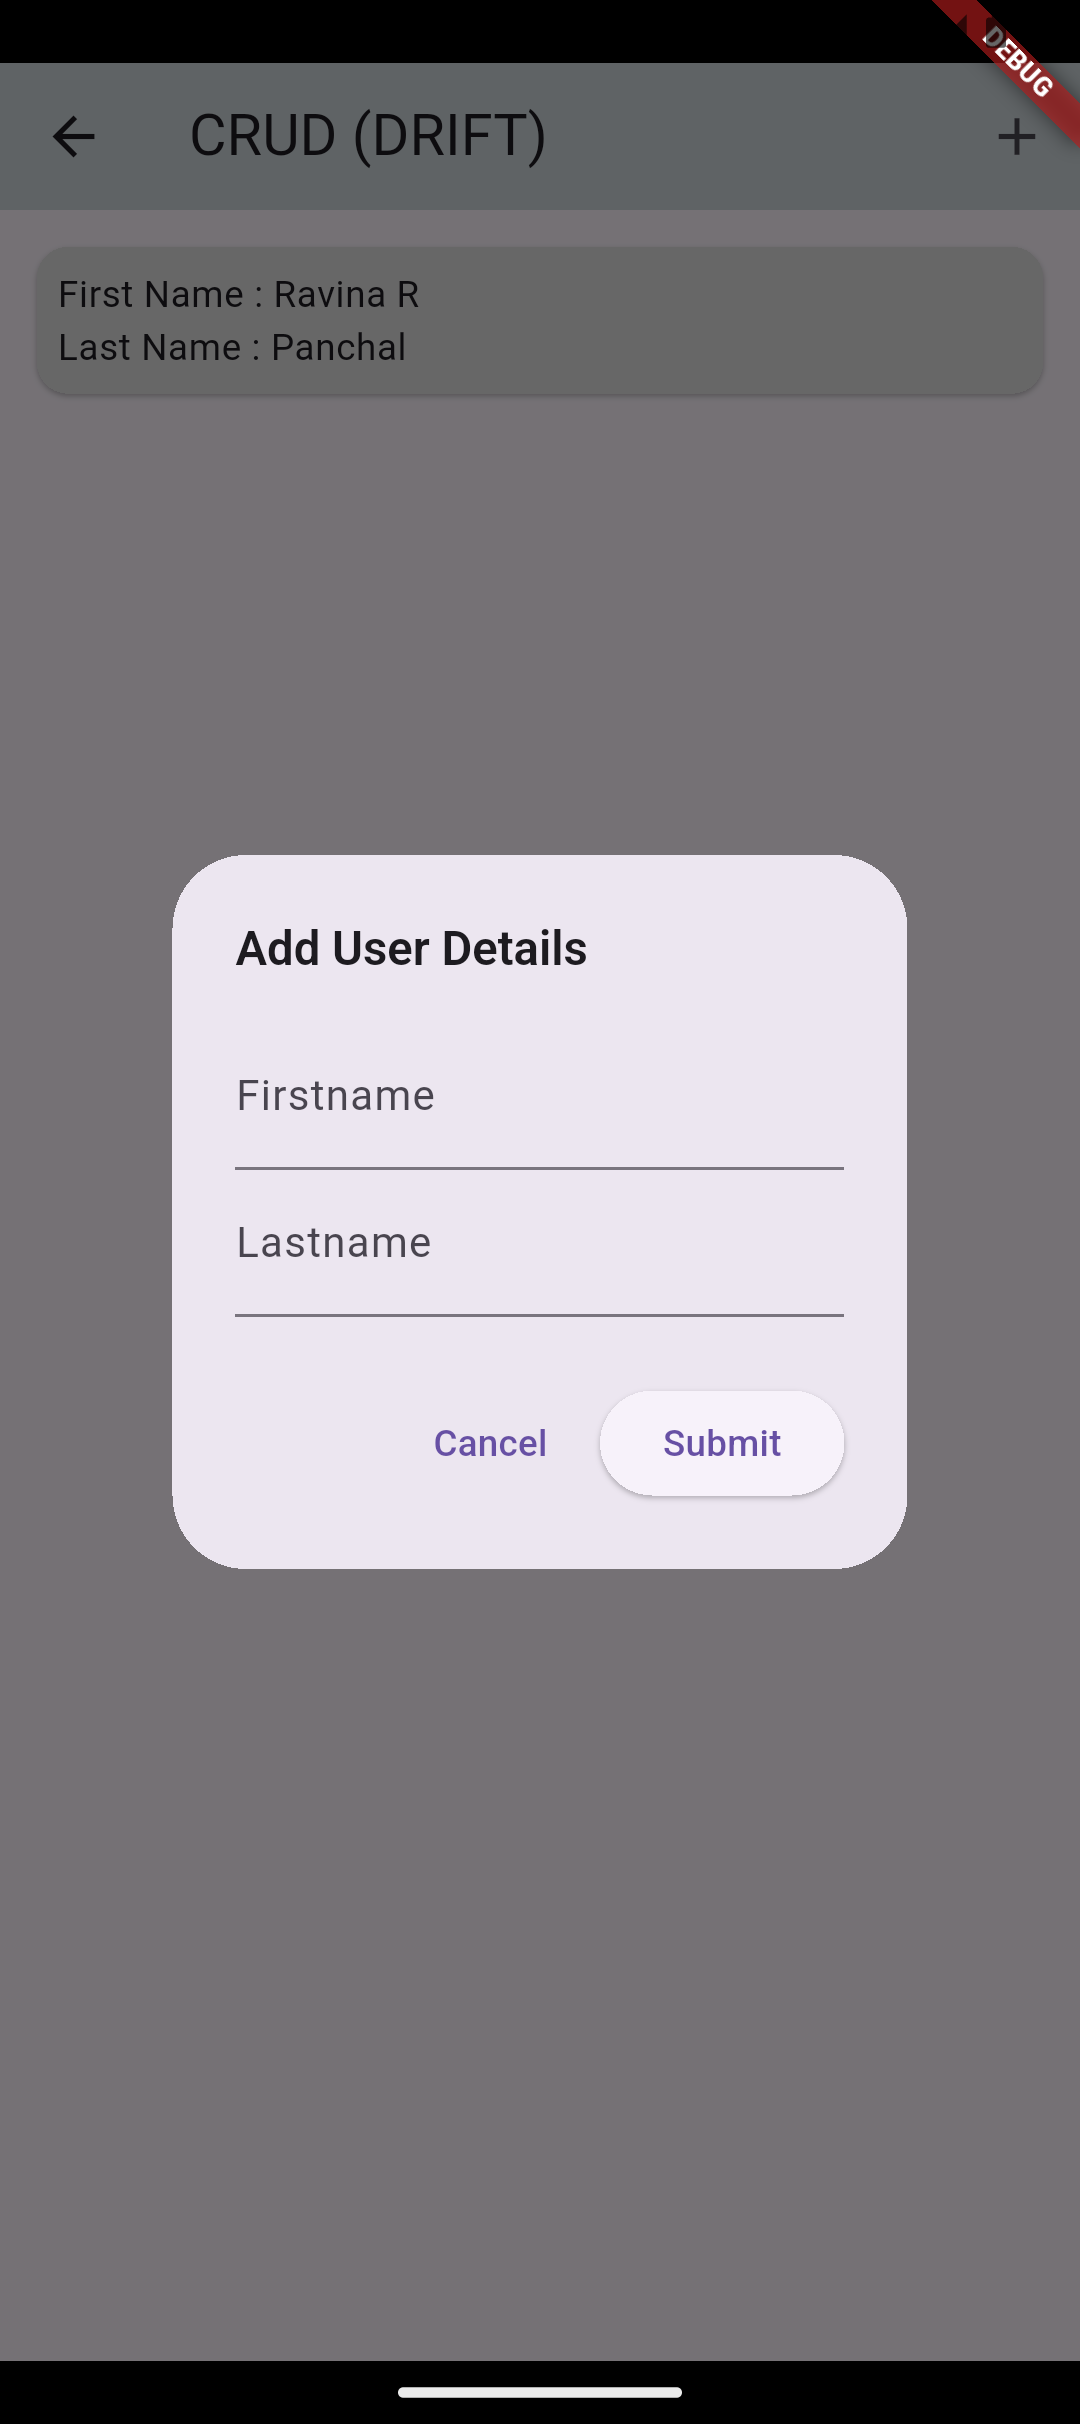 DEBUG
CRUD (DRIFT)
First Name : Ravina R
Last Name : Panchal
Add User Details
Firstname
Lastname
Cancel
Submit